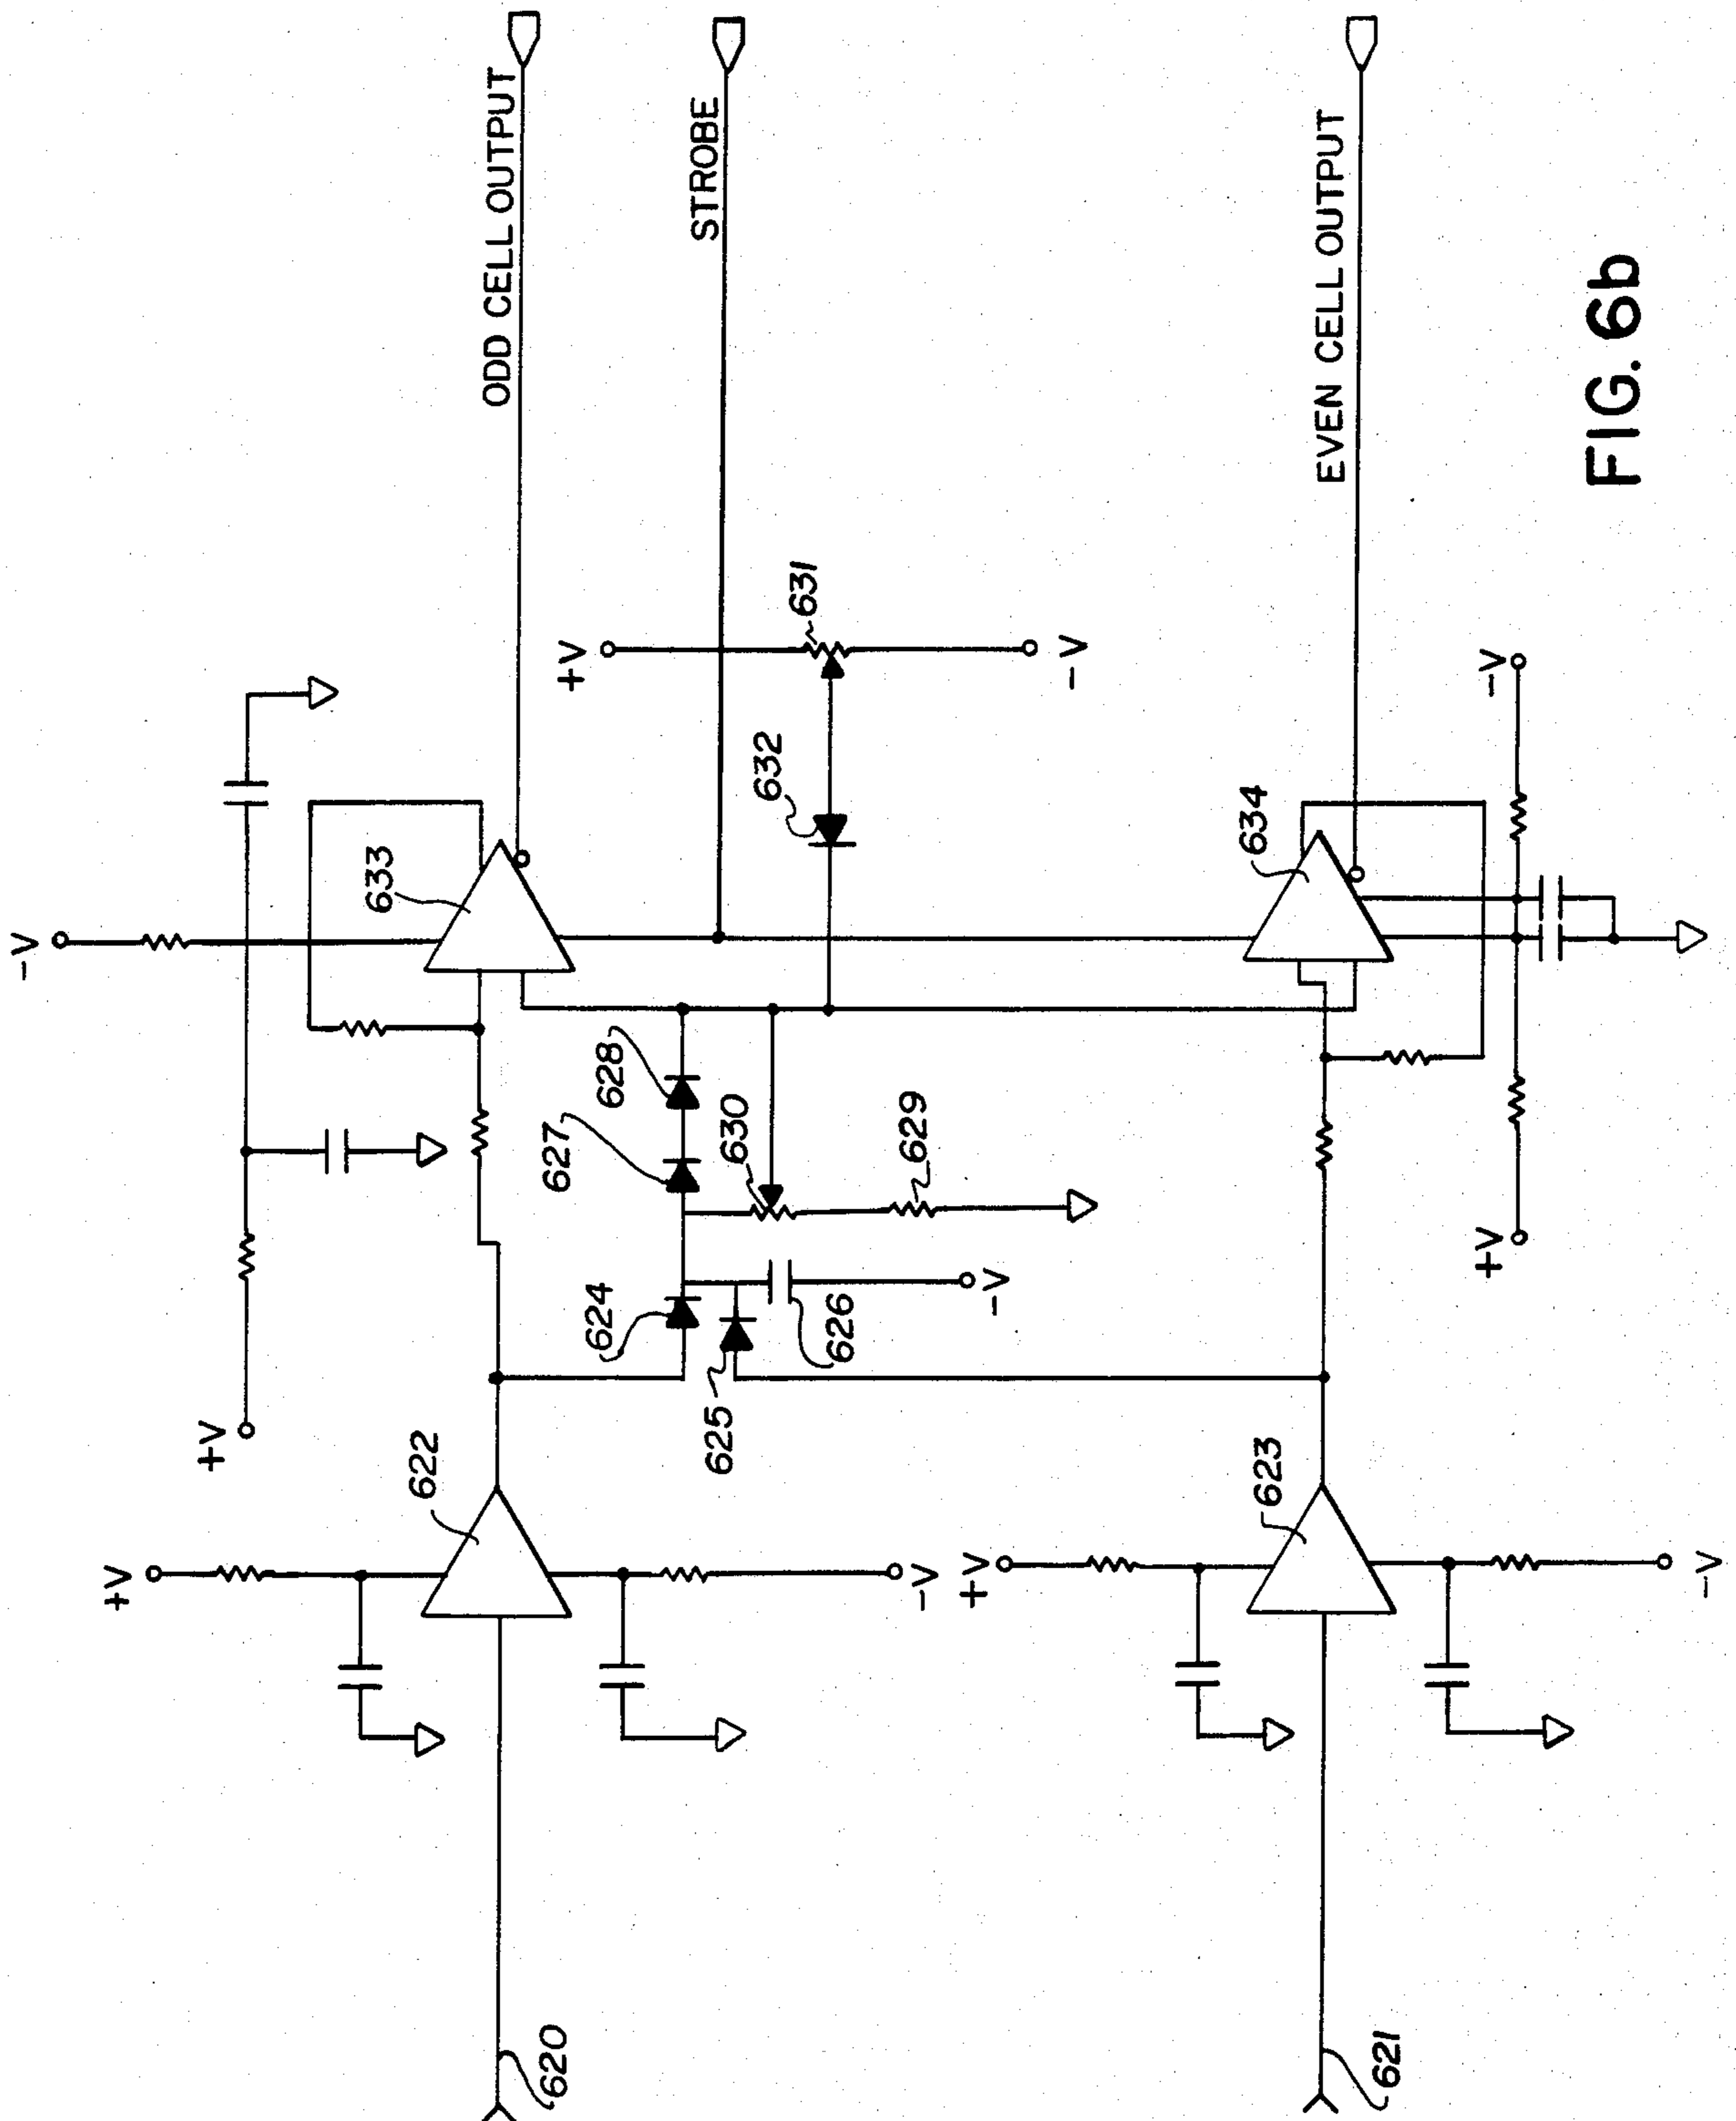 +V
-V
620
622
+V
-V
633
ODD CELL OUTPUT
STROBE
624
625
626
-V
627
628
630
629
632
631
+V
-V
621
623
+V
-V
634
EVEN CELL OUTPUT
+V
-V
FIG. 6b